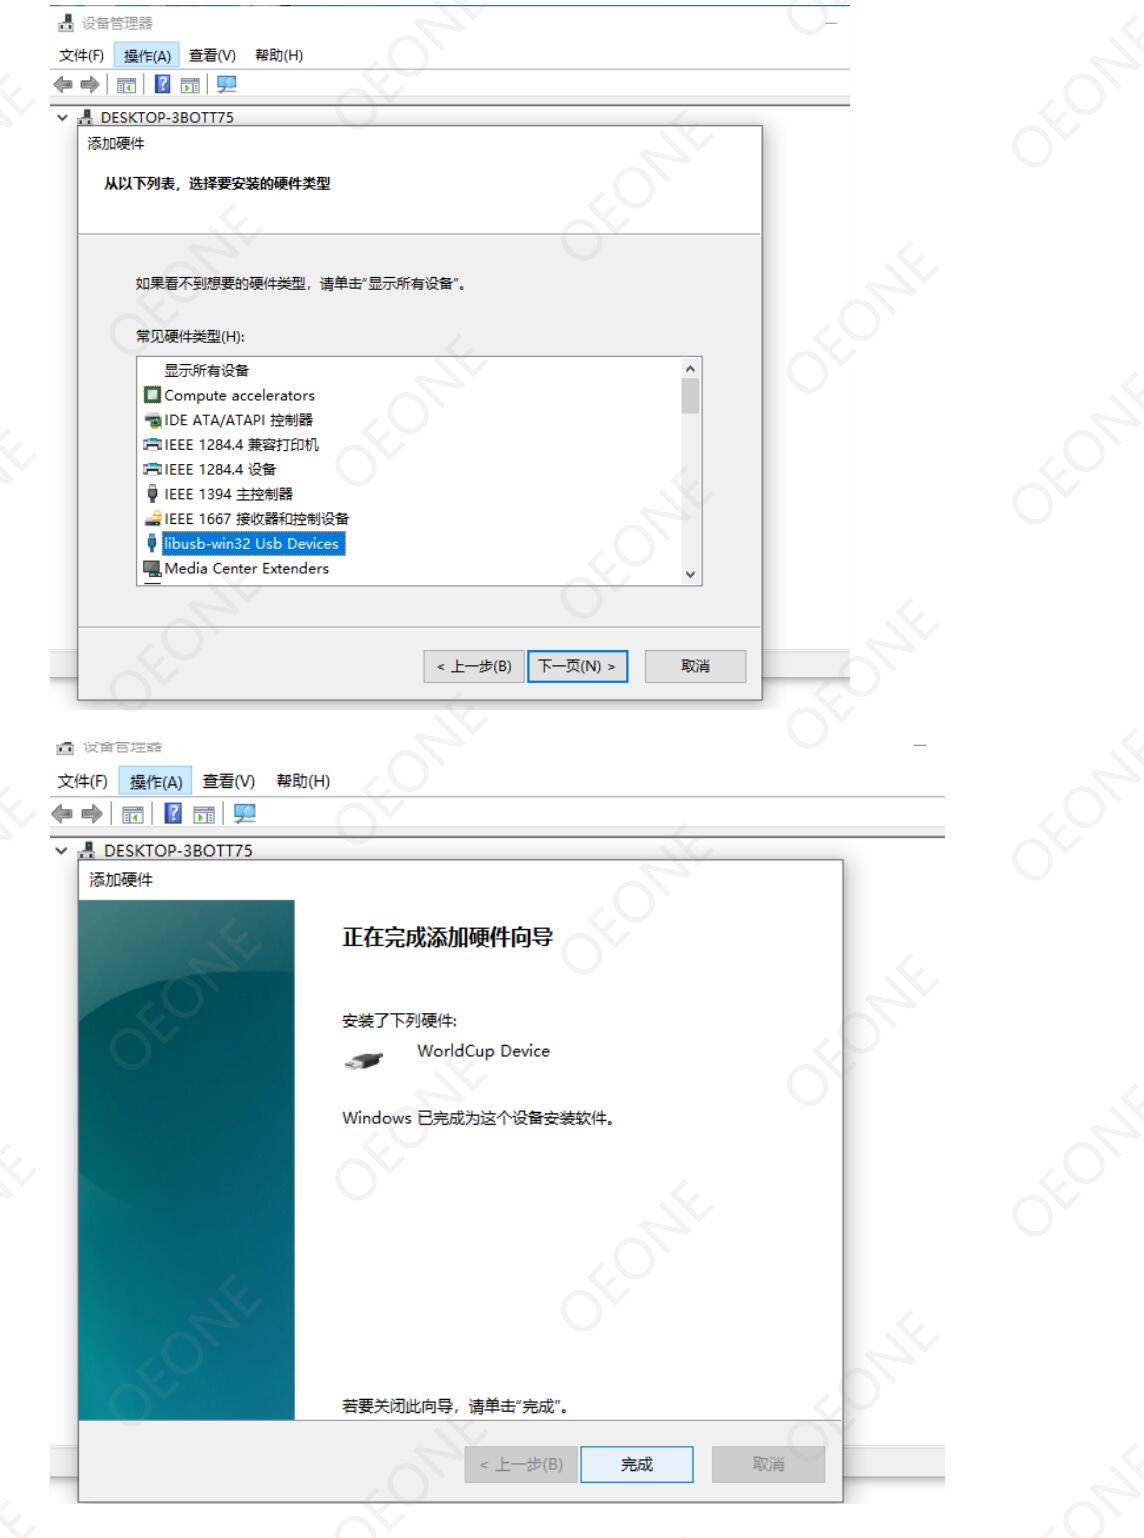 设备管理器
文件(F) 操作(A) 查看(V) 帮助(H)
DESKTOP-3BOTT75
添加硬件
从以下列表，选择要安装的硬件类型
如果看不到想要的硬件类型，请单击“显示所有设备”。
常见硬件类型(H):
显示所有设备
Compute accelerators
IDE ATA/ATAPI 控制器
IEEE 1284.4 兼容打印机
IEEE 1284.4 设备
IEEE 1394 主控制器
IEEE 1667 接收器和控制设备
libusb-win32 Usb Devices
Media Center Extenders
< 上一步(B) 下一页(N) > 取消
设备管理器
文件(F) 操作(A) 查看(V) 帮助(H)
DESKTOP-3BOTT75
添加硬件
正在完成添加硬件向导
安装了下列硬件:
WorldCup Device
Windows 已完成为这个设备安装软件。
若要关闭此向导，请单击“完成”。
< 上一步(B) 完成 取消
OEONE